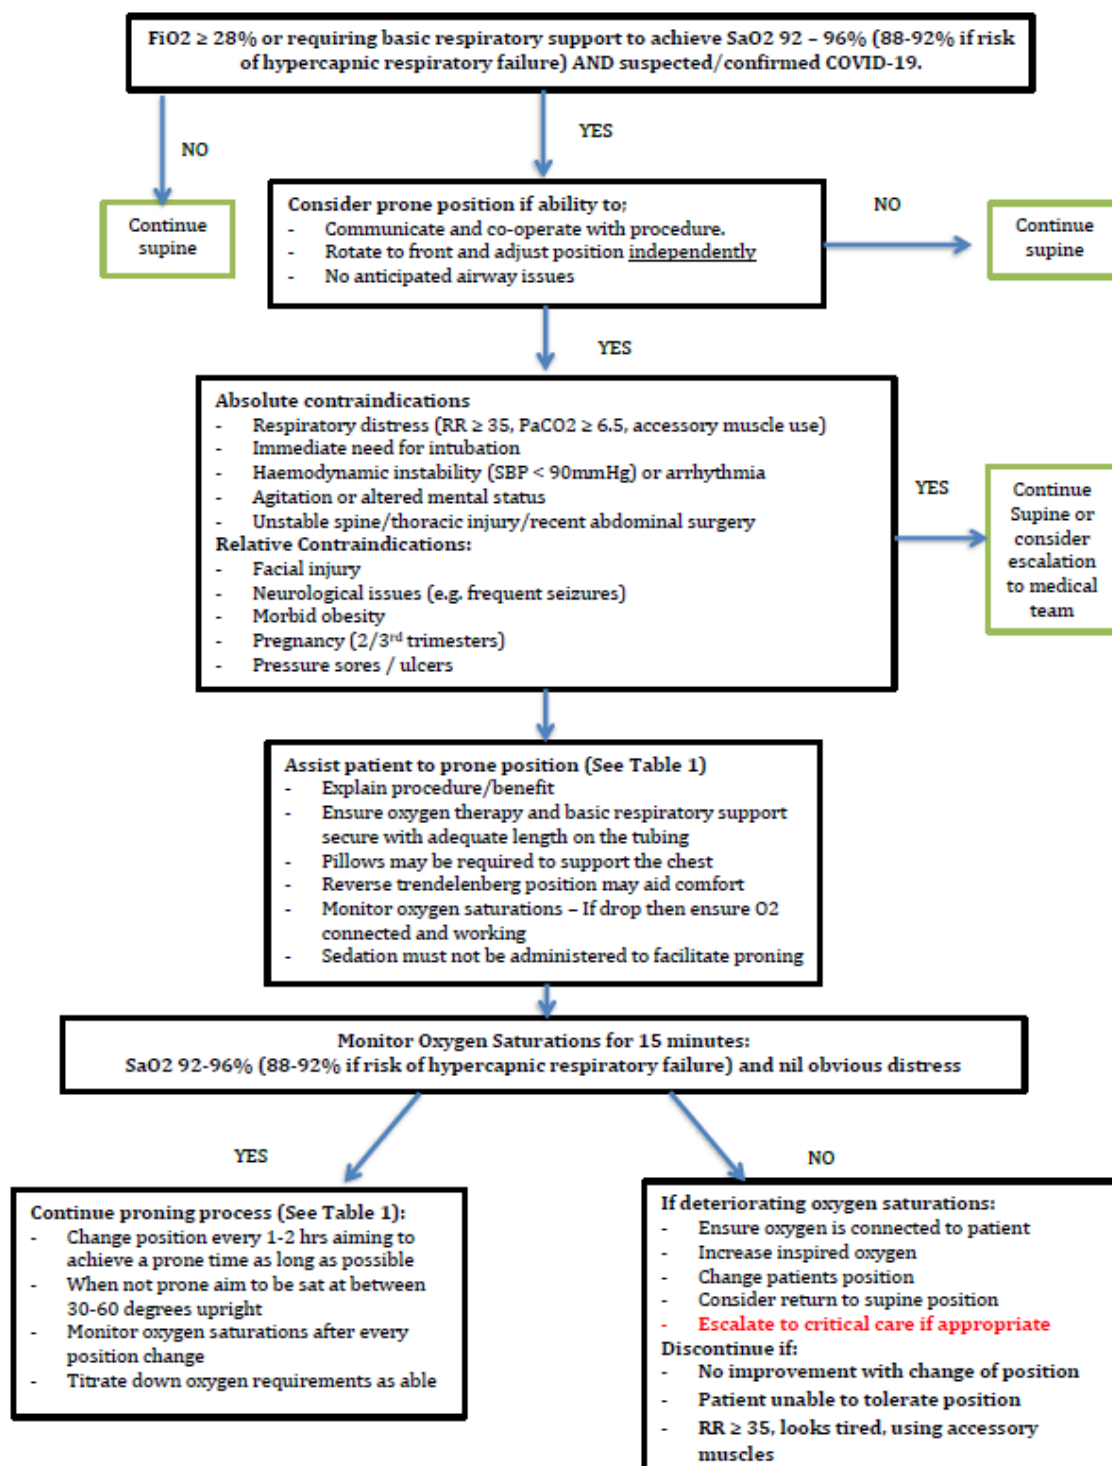 FiO2 ≥ 28% or requiring basic respiratory support to achieve SaO2 92 – 96% (88-92% if risk
of hypercapnic respiratory failure) AND suspected/confirmed COVID-19.
NO
YES
Continue
supine
Consider prone position if ability to;
- Communicate and co-operate with procedure.
- Rotate to front and adjust position independently
- No anticipated airway issues
NO
Continue
supine
YES
Absolute contraindications
- Respiratory distress (RR ≥ 35, PaCO2 ≥ 6.5, accessory muscle use)
- Immediate need for intubation
- Haemodynamic instability (SBP < 90mmHg) or arrhythmia
- Agitation or altered mental status
- Unstable spine/thoracic injury/recent abdominal surgery
Relative Contraindications:
- Facial injury
- Neurological issues (e.g. frequent seizures)
- Morbid obesity
- Pregnancy (2/3rd trimesters)
- Pressure sores / ulcers
YES
Continue
Supine or
consider
escalation
to medical
team
Assist patient to prone position (See Table 1)
- Explain procedure/benefit
- Ensure oxygen therapy and basic respiratory support
secure with adequate length on the tubing
- Pillows may be required to support the chest
- Reverse trendelenberg position may aid comfort
- Monitor oxygen saturations – If drop then ensure O2
connected and working
- Sedation must not be administered to facilitate proning
Monitor Oxygen Saturations for 15 minutes:
SaO2 92-96% (88-92% if risk of hypercapnic respiratory failure) and nil obvious distress
YES
NO
Continue proning process (See Table 1):
- Change position every 1-2 hrs aiming to
achieve a prone time as long as possible
- When not prone aim to be sat at between
30-60 degrees upright
- Monitor oxygen saturations after every
position change
- Titrate down oxygen requirements as able
If deteriorating oxygen saturations:
- Ensure oxygen is connected to patient
- Increase inspired oxygen
- Change patients position
- Consider return to supine position
- Escalate to critical care if appropriate
Discontinue if:
- No improvement with change of position
- Patient unable to tolerate position
- RR ≥ 35, looks tired, using accessory
muscles